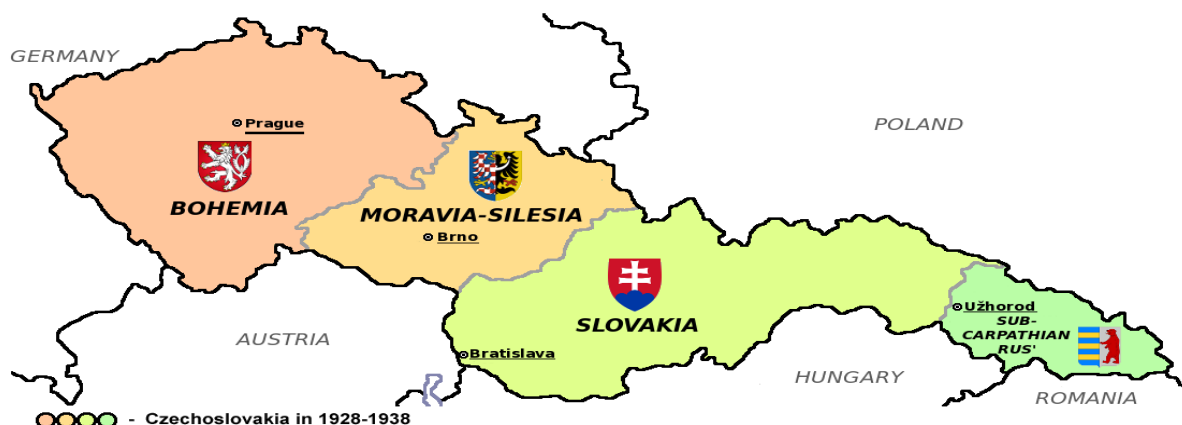 GERMANY
POLAND
Prague
BOHEMIA
MORAVIA-SILESIA
Brno
Užhorod
SUB-
CARPATHIAN
RUS'
SLOVAKIA
AUSTRIA
Bratislava
HUNGARY
ROMANIA
- Czechoslovakia in 1928-1938